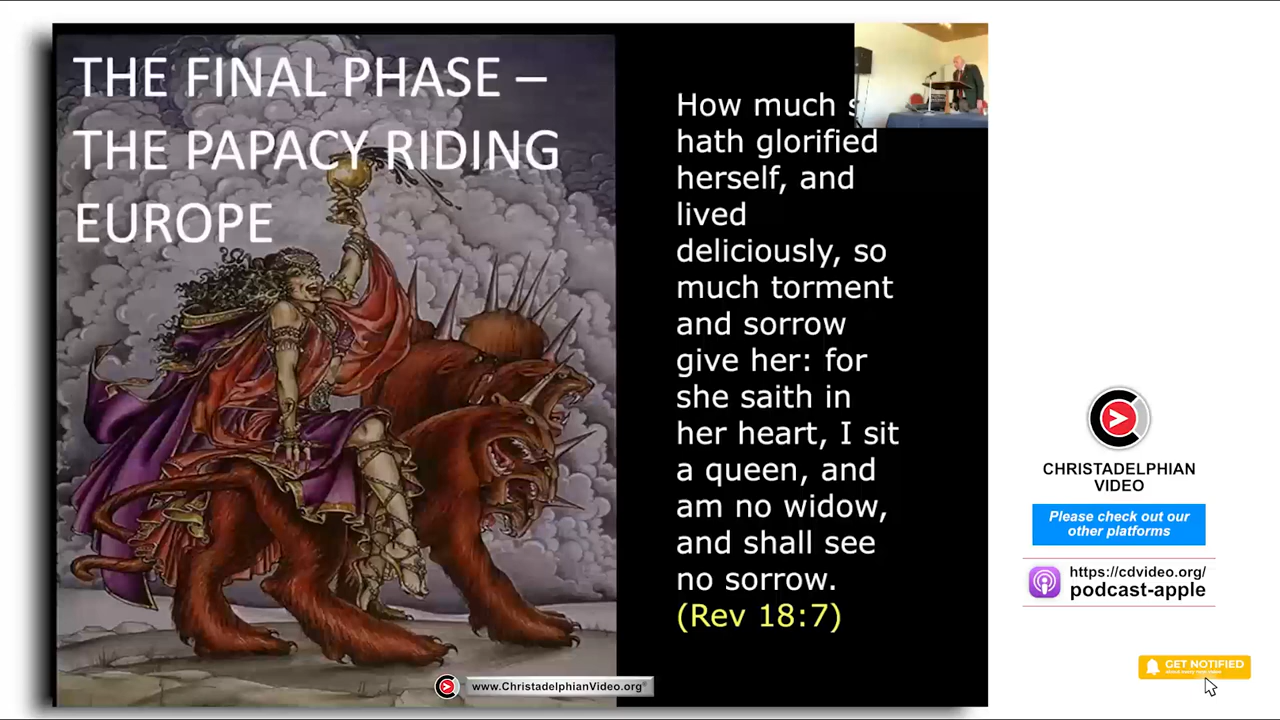 THE FINAL PHASE –
THE PAPACY RIDING
EUROPE
How much
hath glorified
herself, and
lived
deliciously, so
much torment
and sorrow
give her: for
she saith in
her heart, I sit
a queen, and
am no widow,
and shall see
no sorrow.
(Rev 18:7)
www.ChristadelphianVideo.org
CHRISTADELPHIAN
VIDEO
Please check out our
other platforms
https://cdvideo.org/
podcast-apple
GET NOTIFIED